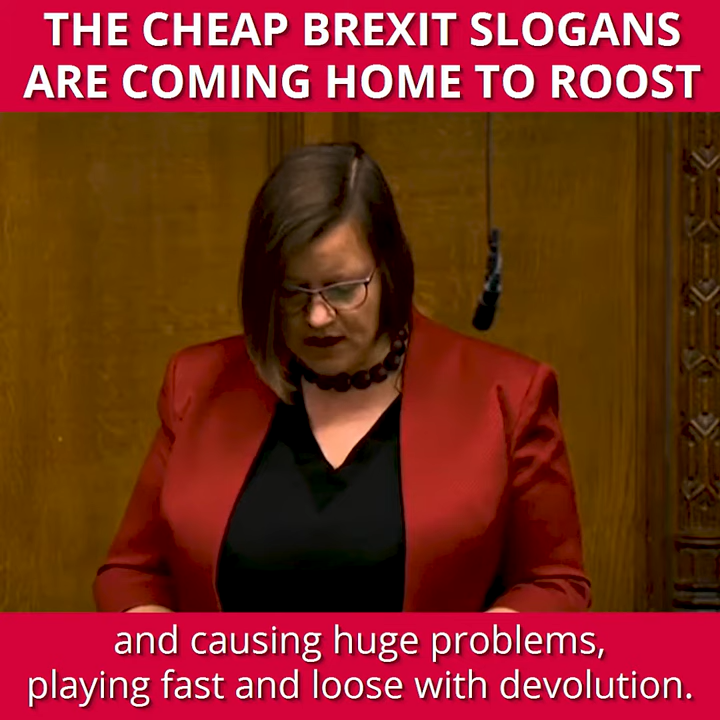 THE CHEAP BREXIT SLOGANS
ARE COMING HOME TO ROOST
and causing huge problems,
playing fast and loose with devolution.